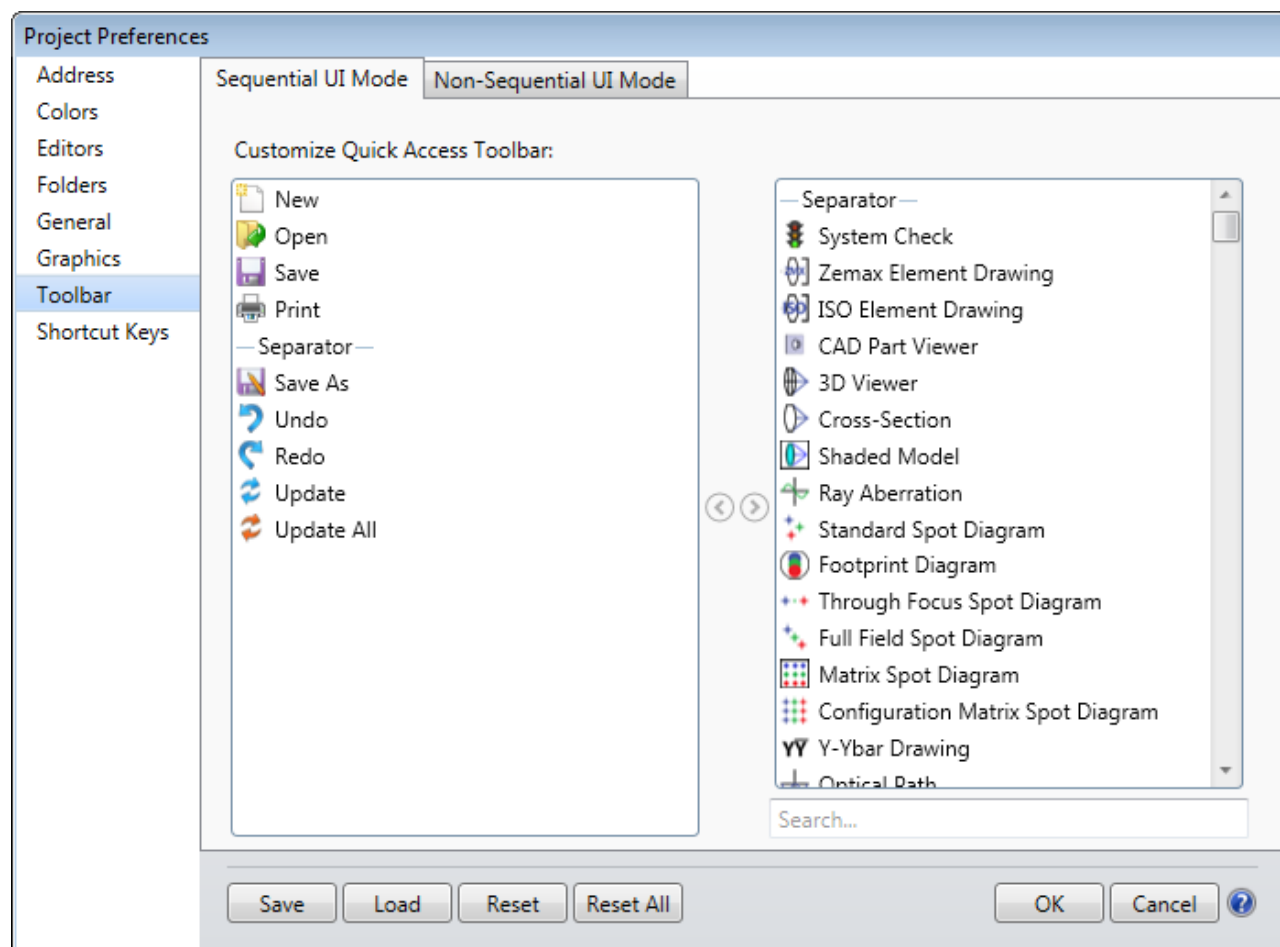 Project Preferences
Address
Colors
Editors
Folders
General
Graphics
Toolbar
Shortcut Keys
Sequential UI Mode
Non-Sequential UI Mode
Customize Quick Access Toolbar:
New
Open
Save
Print
Separator
Save As
Undo
Redo
Update
Update All
Separator
System Check
Zemax Element Drawing
ISO Element Drawing
CAD Part Viewer
3D Viewer
Cross-Section
Shaded Model
Ray Aberration
Standard Spot Diagram
Footprint Diagram
Through Focus Spot Diagram
Full Field Spot Diagram
Matrix Spot Diagram
Configuration Matrix Spot Diagram
Y-Ybar Drawing
Optical Path
Search...
Save
Load
Reset
Reset All
OK
Cancel